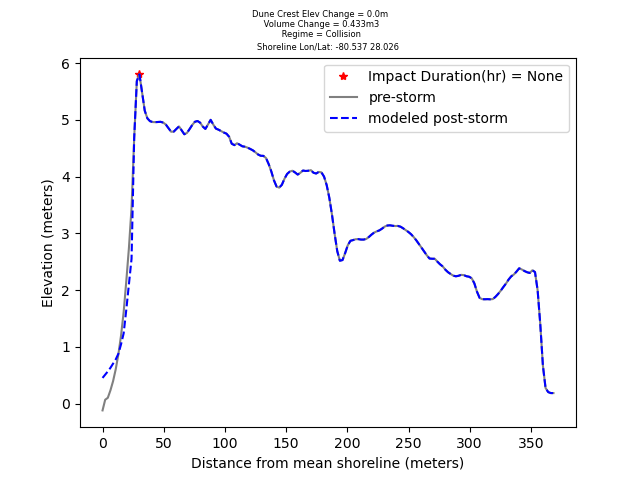 Dune Crest Elev Change = 0.0m
Volume Change = 0.433m3
Regime = Collision
Shoreline Lon/Lat: -80.537 28.026
Impact Duration(hr) = None
pre-storm
modeled post-storm
Elevation (meters)
6
5
4
3
2
1
0
0 50 100 150 200 250 300 350
Distance from mean shoreline (meters)